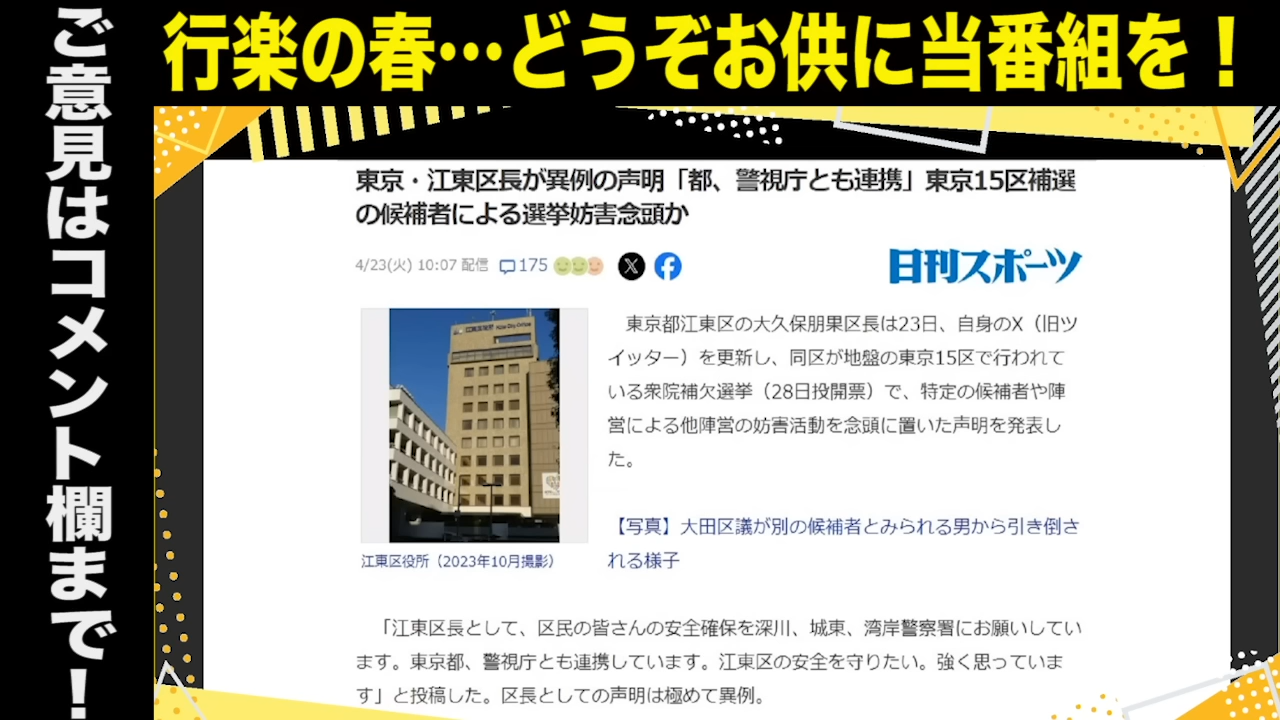 行楽の春…どうぞお供に当番組を！
ご意見はコメント欄まで！
東京・江東区長が異例の声明「都、警視庁とも連携」東京15区補選
の候補者による選挙妨害念頭か
4/23(火) 10:07 配信 175
日刊スポーツ
東京都江東区の大久保朋果区長は23日、自身のX（旧ツ
イッター）を更新し、同区が地盤の東京15区で行われて
いる衆院補欠選挙（28日投開票）で、特定の候補者や陣
営による他陣営の妨害活動を念頭に置いた声明を発表し
た。
【写真】大田区議が別の候補者とみられる男から引き倒さ
れる様子
江東区役所（2023年10月撮影）
「江東区長として、区民の皆さんの安全確保を深川、城東、湾岸警察署にお願いしてい
ます。東京都、警視庁とも連携しています。江東区の安全を守りたい。強く思っていま
す」と投稿した。区長としての声明は極めて異例。